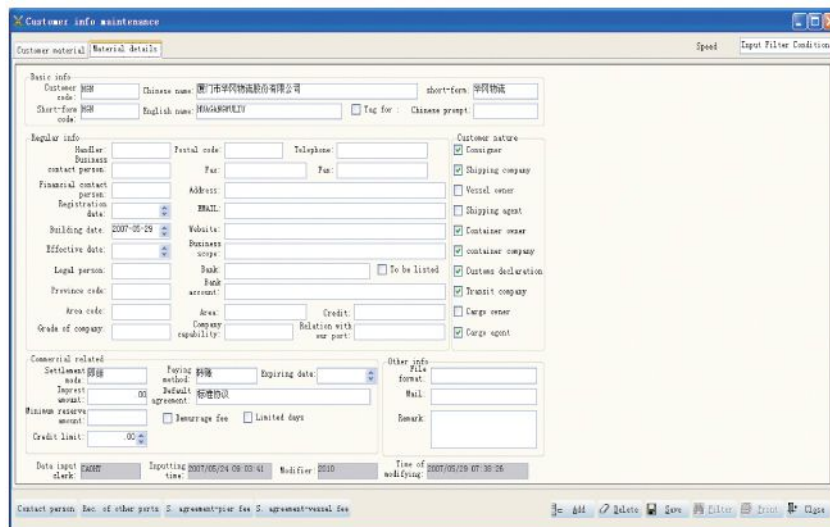 Customer info maintenance
Customer material Material details Speed Input Filter Condition
Basic info
Customer code: HGH Chinese name: 厦门市华冈物流股份有限公司 short-form: 华冈物流
Short-form code: HGH English name: HUAGANGWULIU Tag for : Chinese prompt:
Regular info
Handler: Postal code: Telephone:
Business contact person: Fax: Fax:
Financial contact person: Address:
Registration date: EMAIL:
Building date: 2007-05-29 Website:
Effective date: Business scope:
Legal person: Bank: To be listed
Province code: Bank account:
Area code: Area: Credit:
Grade of company: Company capability: Relation with our port:
Customer nature
Consigner
Shipping company
Vessel owner
Shipping agent
Container owner
container company
Customs declaration
Transit company
Cargo owner
Cargo agent
Commercial related
Settlement mode: Paying method: 转账 Expiring date:
Imprest amount: .00 Default agreement: 标准协议
Minimum reserve amount: Demurrage fee Limited days
Credit limit: .00
Other info
File format:
Mail:
Remark:
Data input clerk: CAOHY Inputting time: 2007/05/24 09:03:41 Modifier: 2010 Time of modifying: 2007/05/29 07:38:26
Contact person Rec. of other ports S. agreement-pier fee S. agreement-vessel fee Add Delete Save Filter Print Close